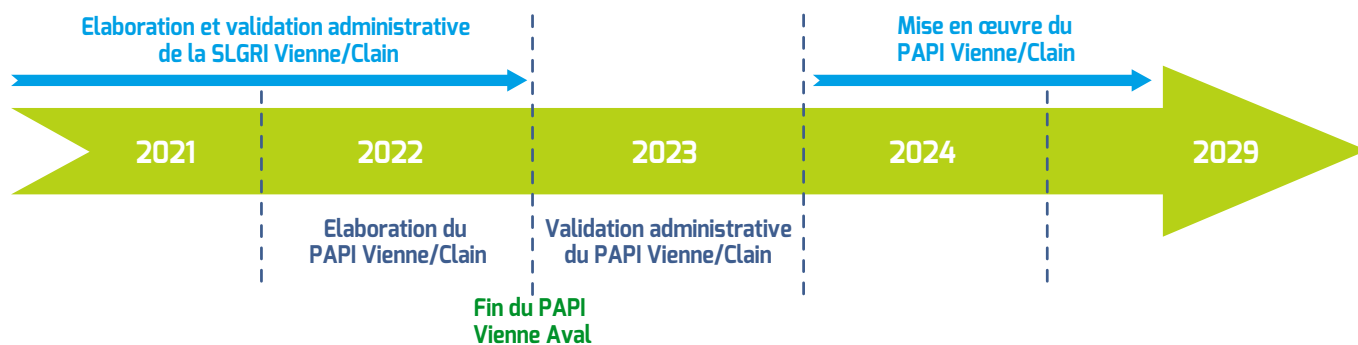 Elaboration et validation administrative
de la SLGRI Vienne/Clain
Mise en œuvre du
PAPI Vienne/Clain
2021
2022
2023
2024
2029
Elaboration du
PAPI Vienne/Clain
Validation administrative
du PAPI Vienne/Clain
Fin du PAPI
Vienne Aval